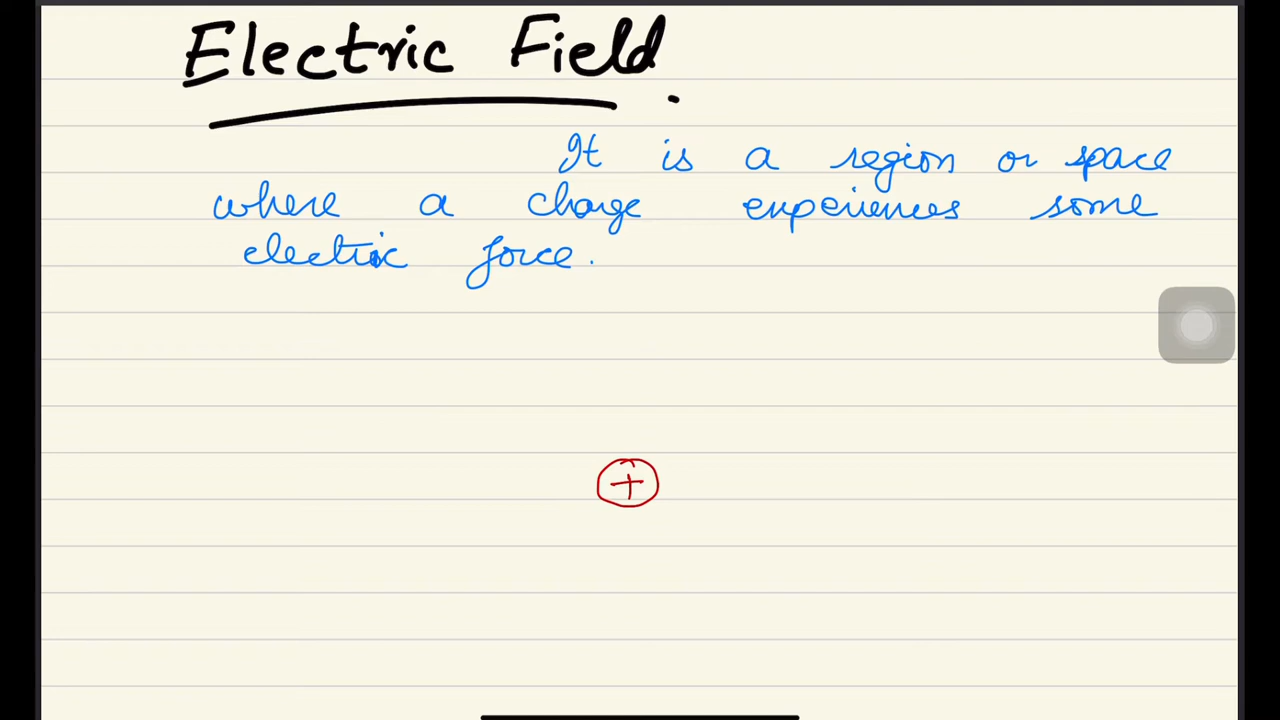 Electric Field.
It is a region or space
where a charge experiences some
electric force.
+